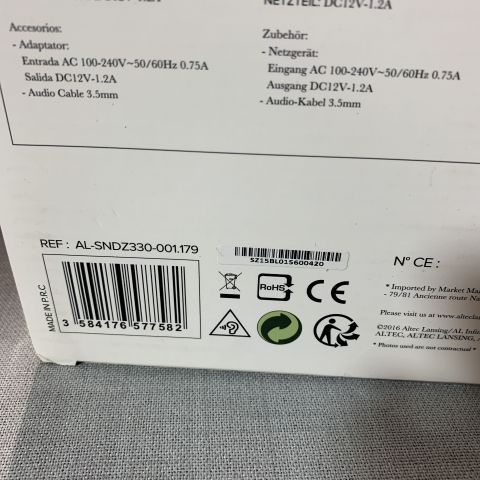 NETZTEIL: DC12V-1.2A
Accesorios:
- Adaptator:
Entrada AC 100-240V~50/60Hz 0.75A
Salida DC12V-1.2A
- Audio Cable 3.5mm
Zubehör:
- Netzgerät:
Eingang AC 100-240V~50/60Hz 0.75A
Ausgang DC12V-1.2A
- Audio-Kabel 3.5mm
REF : AL-SNDZ330-001.179
SZ15BL015600420
N° CE :
RoHS
CE
MADE IN P.R.C
3 584176 577582
* Imported by Market
- 79/81 Ancienne route
Please visit us at
©2016 Altec Lansing/AL
ALTEC, ALTEC LANSING,
* Photos used are not contractual *